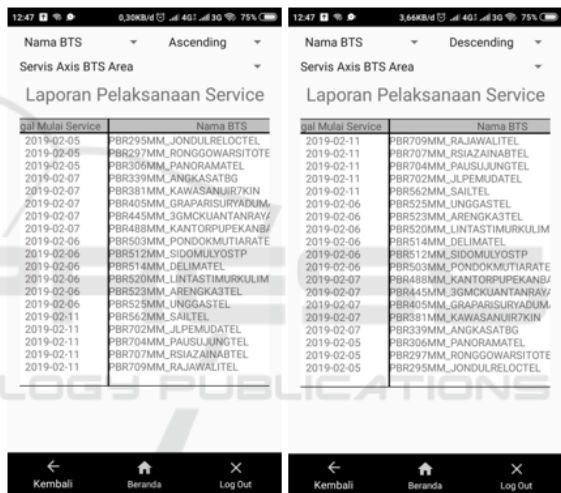 12:47 0,30KB/d 4G 3G 75%
Nama BTS Ascending
Servis Axis BTS Area
Laporan Pelaksanaan Service
gal Mulai Service Nama BTS
2019-02-05 PBR295MM_JONDULRELOCTEL
2019-02-05 PBR297MM_RONGGOWARSITOTE
2019-02-05 PBR306MM_PANORAMATEL
2019-02-07 PBR339MM_ANGKASATBG
2019-02-07 PBR381MM_KAWASANUIR7KIN
2019-02-07 PBR405MM_GRAPARISURYADUM
2019-02-07 PBR445MM_3GMCKUANTANRAY
2019-02-07 PBR488MM_KANTORPUPEKANBA
2019-02-06 PBR503MM_PONDOKMUTIARATE
2019-02-06 PBR512MM_SIDOMULYOSTP
2019-02-06 PBR514MM_DELIMATEL
2019-02-06 PBR520MM_LINTASTIMURKULIM
2019-02-06 PBR523MM_ARENGKA3TEL
2019-02-06 PBR525MM_UNGGASTEL
2019-02-11 PBR562MM_SAILTEL
2019-02-11 PBR702MM_JLPEMUDATEL
2019-02-11 PBR704MM_PAUSUJUNGTEL
2019-02-11 PBR707MM_RSIAZAINABTEL
2019-02-11 PBR709MM_RAJAWALITEL
Kembali Beranda Log Out
12:47 3,66KB/d 4G 3G 75%
Nama BTS Descending
Servis Axis BTS Area
Laporan Pelaksanaan Service
gal Mulai Service Nama BTS
2019-02-11 PBR709MM_RAJAWALITEL
2019-02-11 PBR707MM_RSIAZAINABTEL
2019-02-11 PBR704MM_PAUSUJUNGTEL
2019-02-11 PBR702MM_JLPEMUDATEL
2019-02-11 PBR562MM_SAILTEL
2019-02-06 PBR525MM_UNGGASTEL
2019-02-06 PBR523MM_ARENGKA3TEL
2019-02-06 PBR520MM_LINTASTIMURKULIM
2019-02-06 PBR514MM_DELIMATEL
2019-02-06 PBR512MM_SIDOMULYOSTP
2019-02-06 PBR503MM_PONDOKMUTIARATE
2019-02-07 PBR488MM_KANTORPUPEKANBA
2019-02-07 PBR445MM_3GMCKUANTANRAY
2019-02-07 PBR405MM_GRAPARISURYADUM
2019-02-07 PBR381MM_KAWASANUIR7KIN
2019-02-07 PBR339MM_ANGKASATBG
2019-02-05 PBR306MM_PANORAMATEL
2019-02-05 PBR297MM_RONGGOWARSITOTE
2019-02-05 PBR295MM_JONDULRELOCTEL
Kembali Beranda Log Out
LOGY PUBLICATIONS